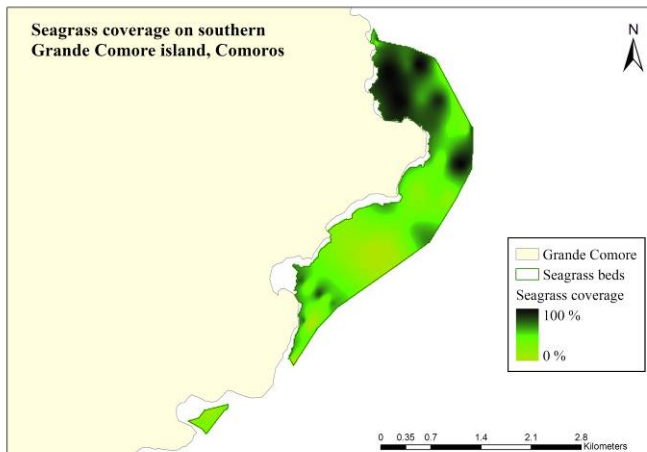 Seagrass coverage on southern
Grande Comore island, Comoros
N
Grande Comore
Seagrass beds
Seagrass coverage
100 %
0 %
0 0.35 0.7 1.4 2.1 2.8
Kilometers